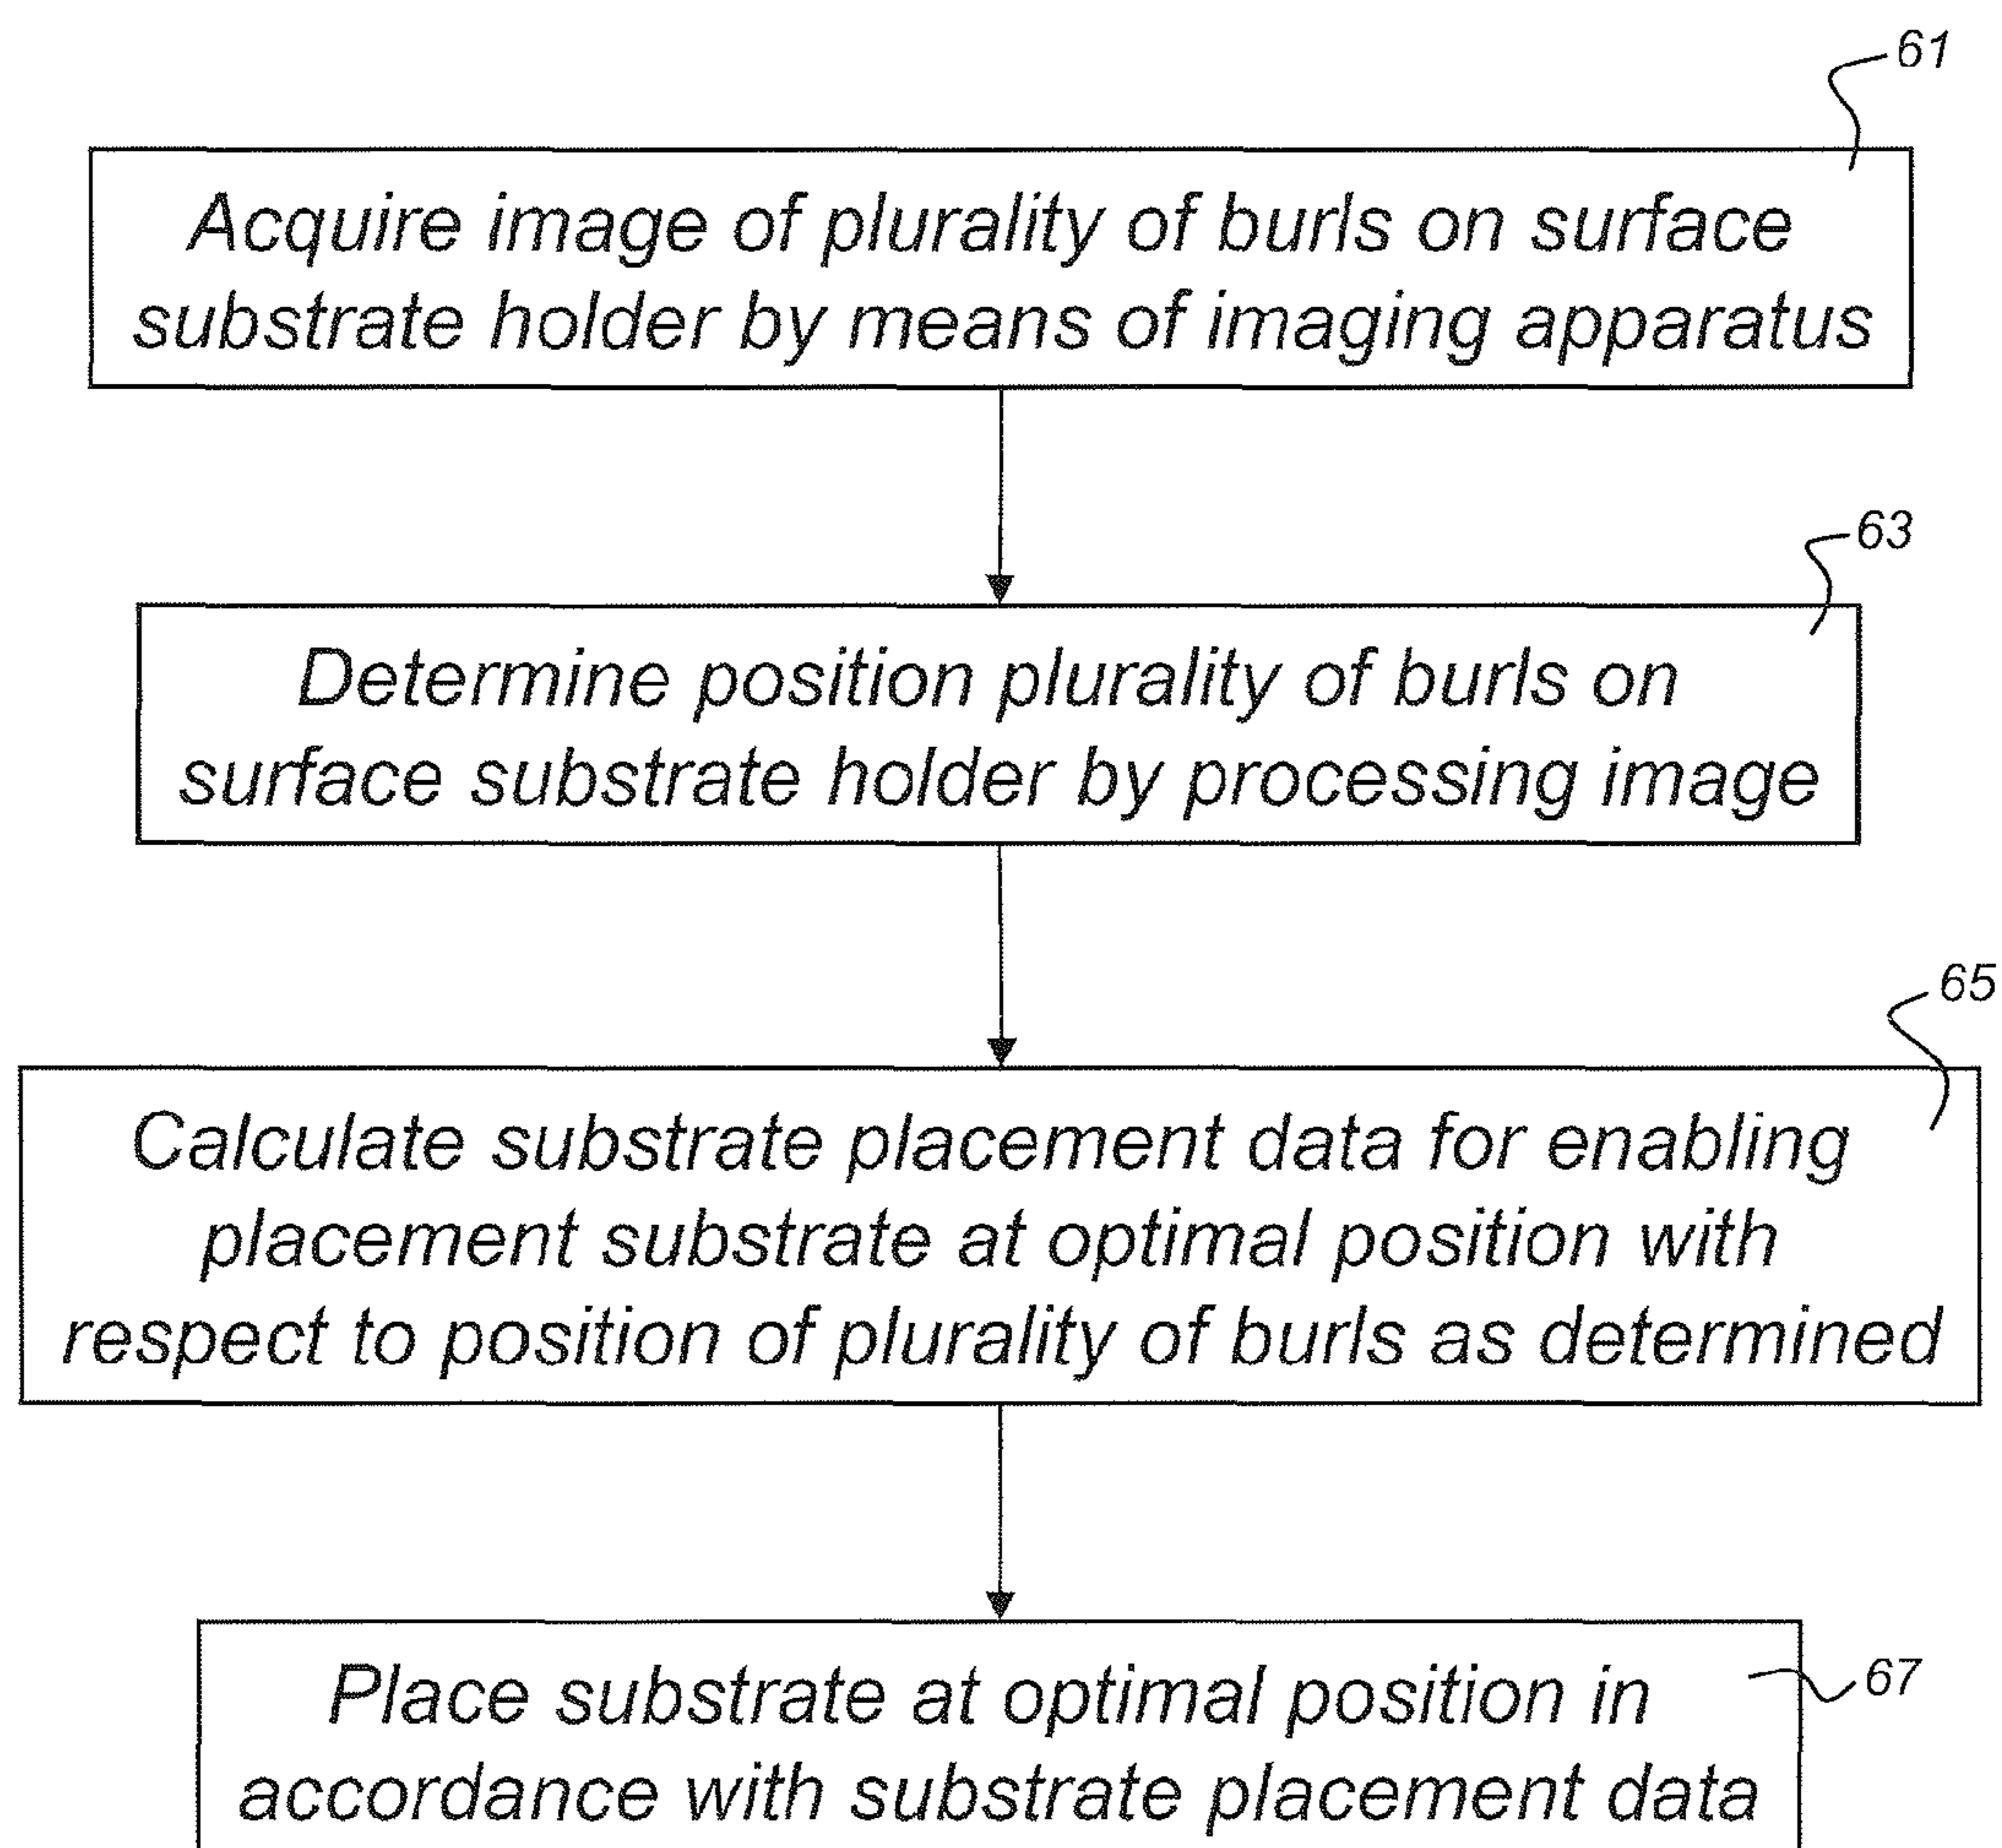 61
Acquire image of plurality of burls on surface
substrate holder by means of imaging apparatus
63
Determine position plurality of burls on
surface substrate holder by processing image
65
Calculate substrate placement data for enabling
placement substrate at optimal position with
respect to position of plurality of burls as determined
67
Place substrate at optimal position in
accordance with substrate placement data